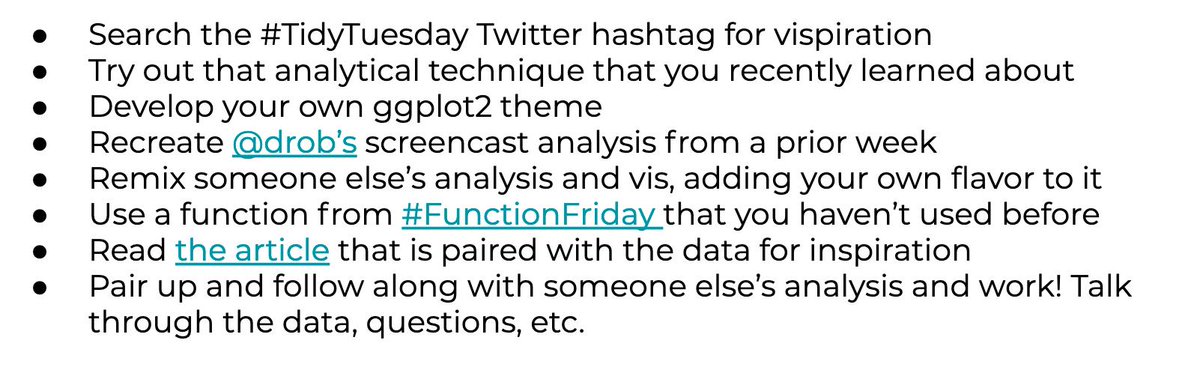 ● Search the #TidyTuesday Twitter hashtag for vispiration
● Try out that analytical technique that you recently learned about
● Develop your own ggplot2 theme
● Recreate @drob’s screencast analysis from a prior week
● Remix someone else’s analysis and vis, adding your own flavor to it
● Use a function from #FunctionFriday that you haven’t used before
● Read the article that is paired with the data for inspiration
● Pair up and follow along with someone else’s analysis and work! Talk
through the data, questions, etc.